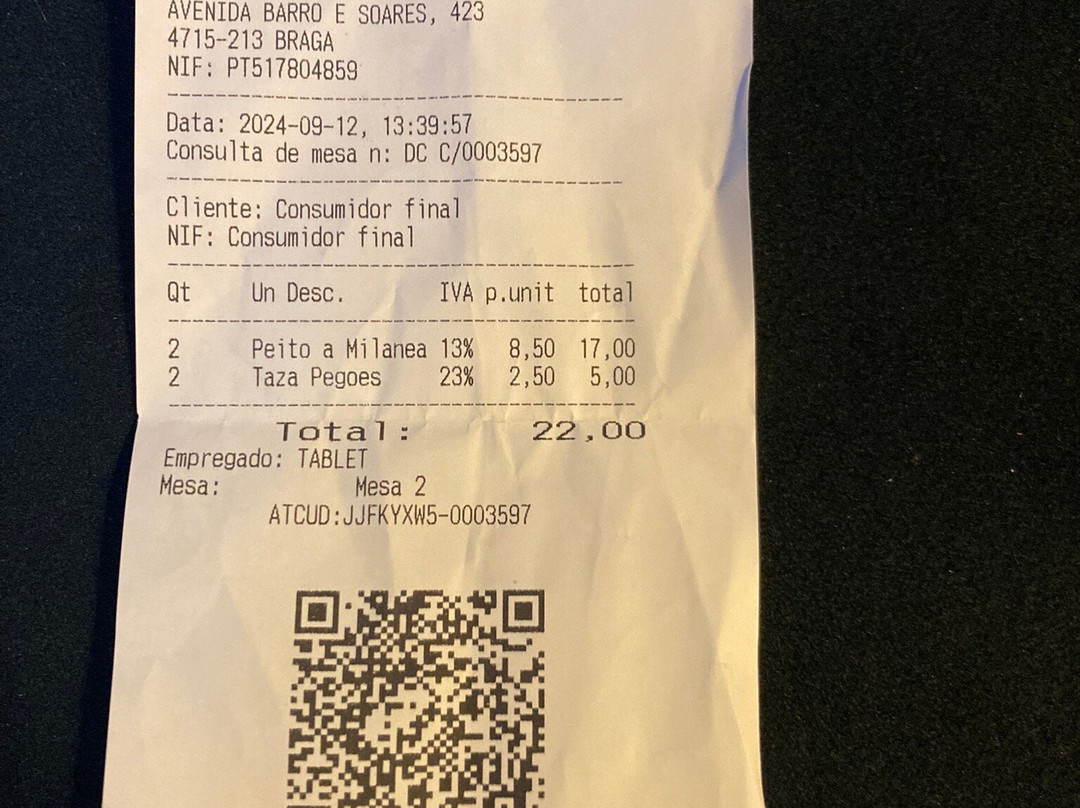 AVENIDA BARRO E SOARES, 423
4715-213 BRAGA
NIF: PT517804859
Data: 2024-09-12, 13:39:57
Consulta de mesa n: DC C/0003597
Cliente: Consumidor final
NIF: Consumidor final
Qt Un Desc. IVA p.unit total
2 Peito a Milanea 13% 8,50 17,00
2 Taza Pegoes 23% 2,50 5,00
Total: 22,00
Empregado: TABLET
Mesa: Mesa 2
ATCUD:JJFKYXW5-0003597